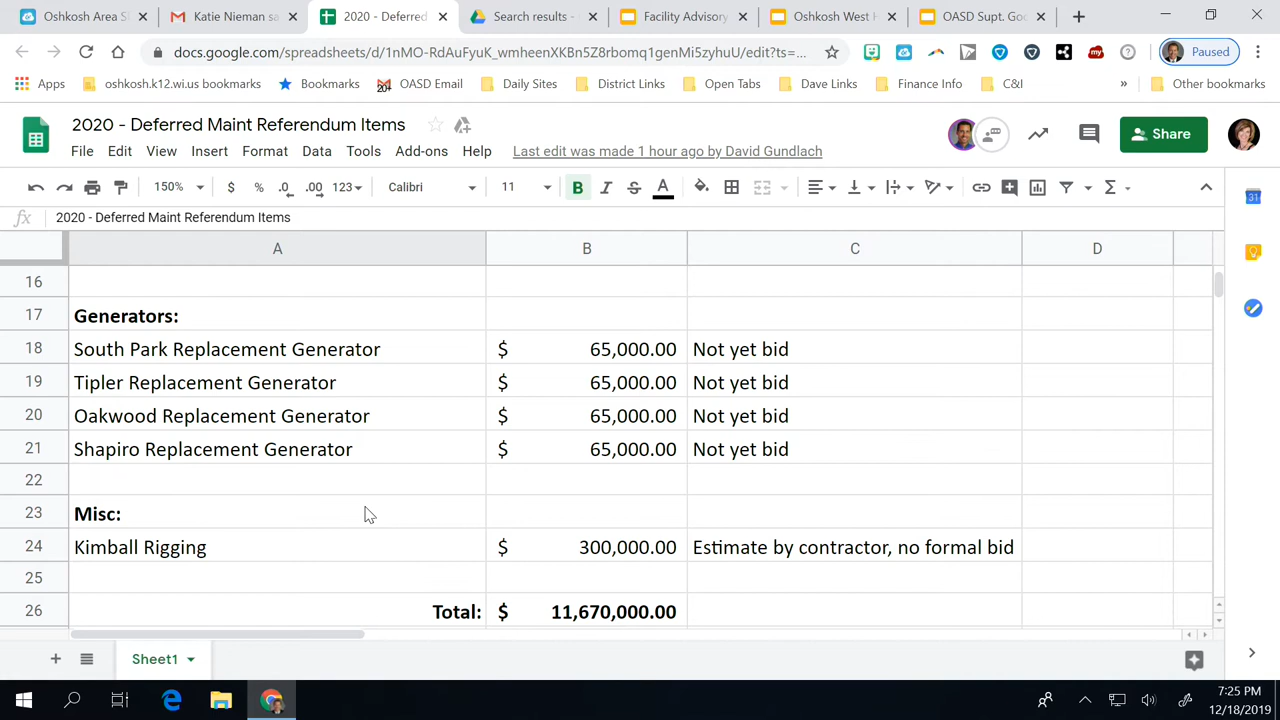 Oshkosh Area S
Katie Nieman sa
2020 - Deferred
Search results -
Facility Advisory
Oshkosh West H
OASD Supt. Go
docs.google.com/spreadsheets/d/1nMO-RdAu
yuK_wmheenXKBn5Z8rbomq1genMi5zyhuU/edit?ts=...
Paused
Apps
oshkosh.k12.wi.us bookmarks
Bookmarks
20+
OASD Email
Daily Sites
District Links
Open Tabs
Dave Links
Finance Info
C&I
»
Other bookmarks
2020 - Deferred Maint Referendum Items
File Edit View Insert Format Data Tools Add-ons Help Last edit was made 1 hour ago by David Gundlach
Share
150% $ % .0 .00 123 Calibri 11 B I S A Σ
31
fx 2020 - Deferred Maint Referendum Items
A B C D
16
17 Generators:
18 South Park Replacement Generator $ 65,000.00 Not yet bid
19 Tipler Replacement Generator $ 65,000.00 Not yet bid
20 Oakwood Replacement Generator $ 65,000.00 Not yet bid
21 Shapiro Replacement Generator $ 65,000.00 Not yet bid
22
23 Misc:
24 Kimball Rigging $ 300,000.00 Estimate by contractor, no formal bid
25
26 Total: $ 11,670,000.00
+ Sheet1
7:25 PM
12/18/2019